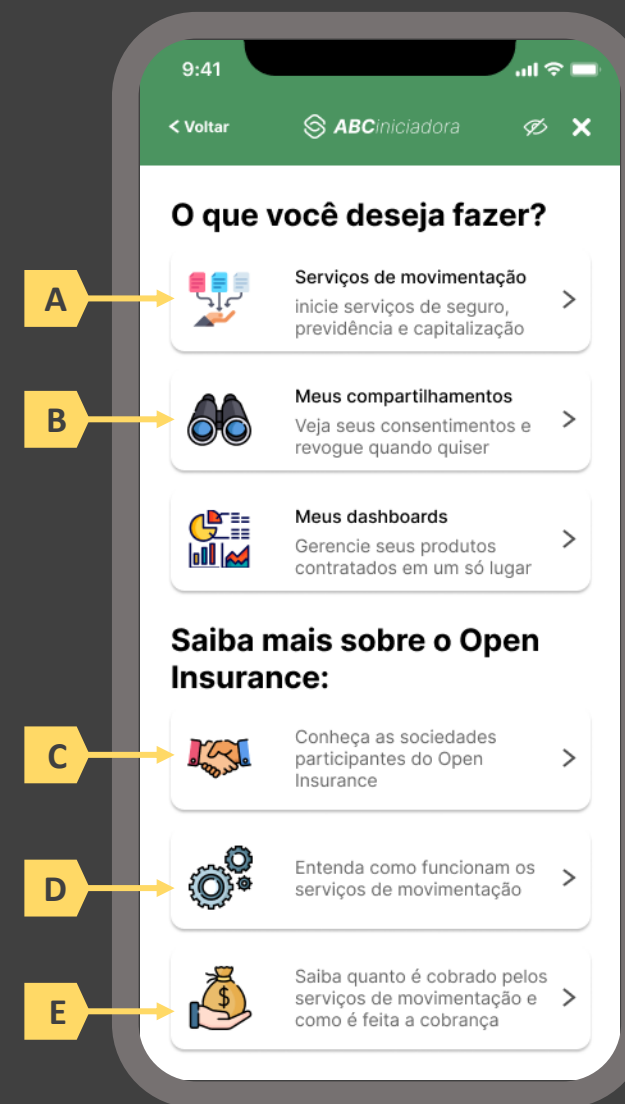 9:41
< Voltar
ABCiniciadora
O que você deseja fazer?
A
Serviços de movimentação
inicie serviços de seguro,
previdência e capitalização
B
Meus compartilhamentos
Veja seus consentimentos e
revogue quando quiser
Meus dashboards
Gerencie seus produtos
contratados em um só lugar
Saiba mais sobre o Open
Insurance:
C
Conheça as sociedades
participantes do Open
Insurance
D
Entenda como funcionam os
serviços de movimentação
E
$
Saiba quanto é cobrado pelos
serviços de movimentação e
como é feita a cobrança